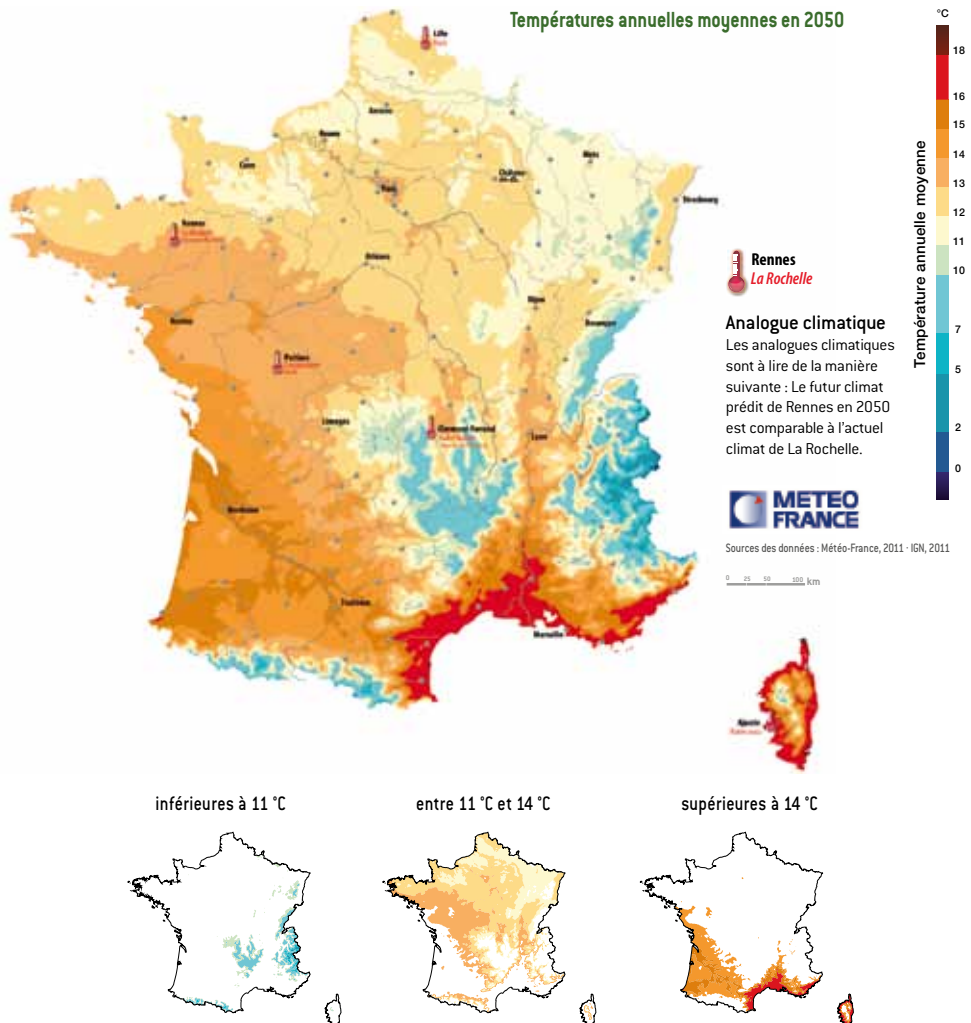 Températures annuelles moyennes en 2050
°C
18
16
15
14
13
12
11
10
7
5
2
0
Température annuelle moyenne
Lille
Amiens
Rouen
Caen
Metz
Paris
Strasbourg
Rennes
Orléans
Dijon
Besançon
Nantes
Poitiers
Limoges
Clermont-Ferrand
Lyon
Bordeaux
Toulouse
Marseille
Ajaccio
Rennes
La Rochelle
Analogue climatique
Les analogues climatiques
sont à lire de la manière
suivante : Le futur climat
prédit de Rennes en 2050
est comparable à l'actuel
climat de La Rochelle.
METEO
FRANCE
Sources des données : Météo-France, 2011 · IGN, 2011
0 25 50 100 km
inférieures à 11 °C
entre 11 °C et 14 °C
supérieures à 14 °C